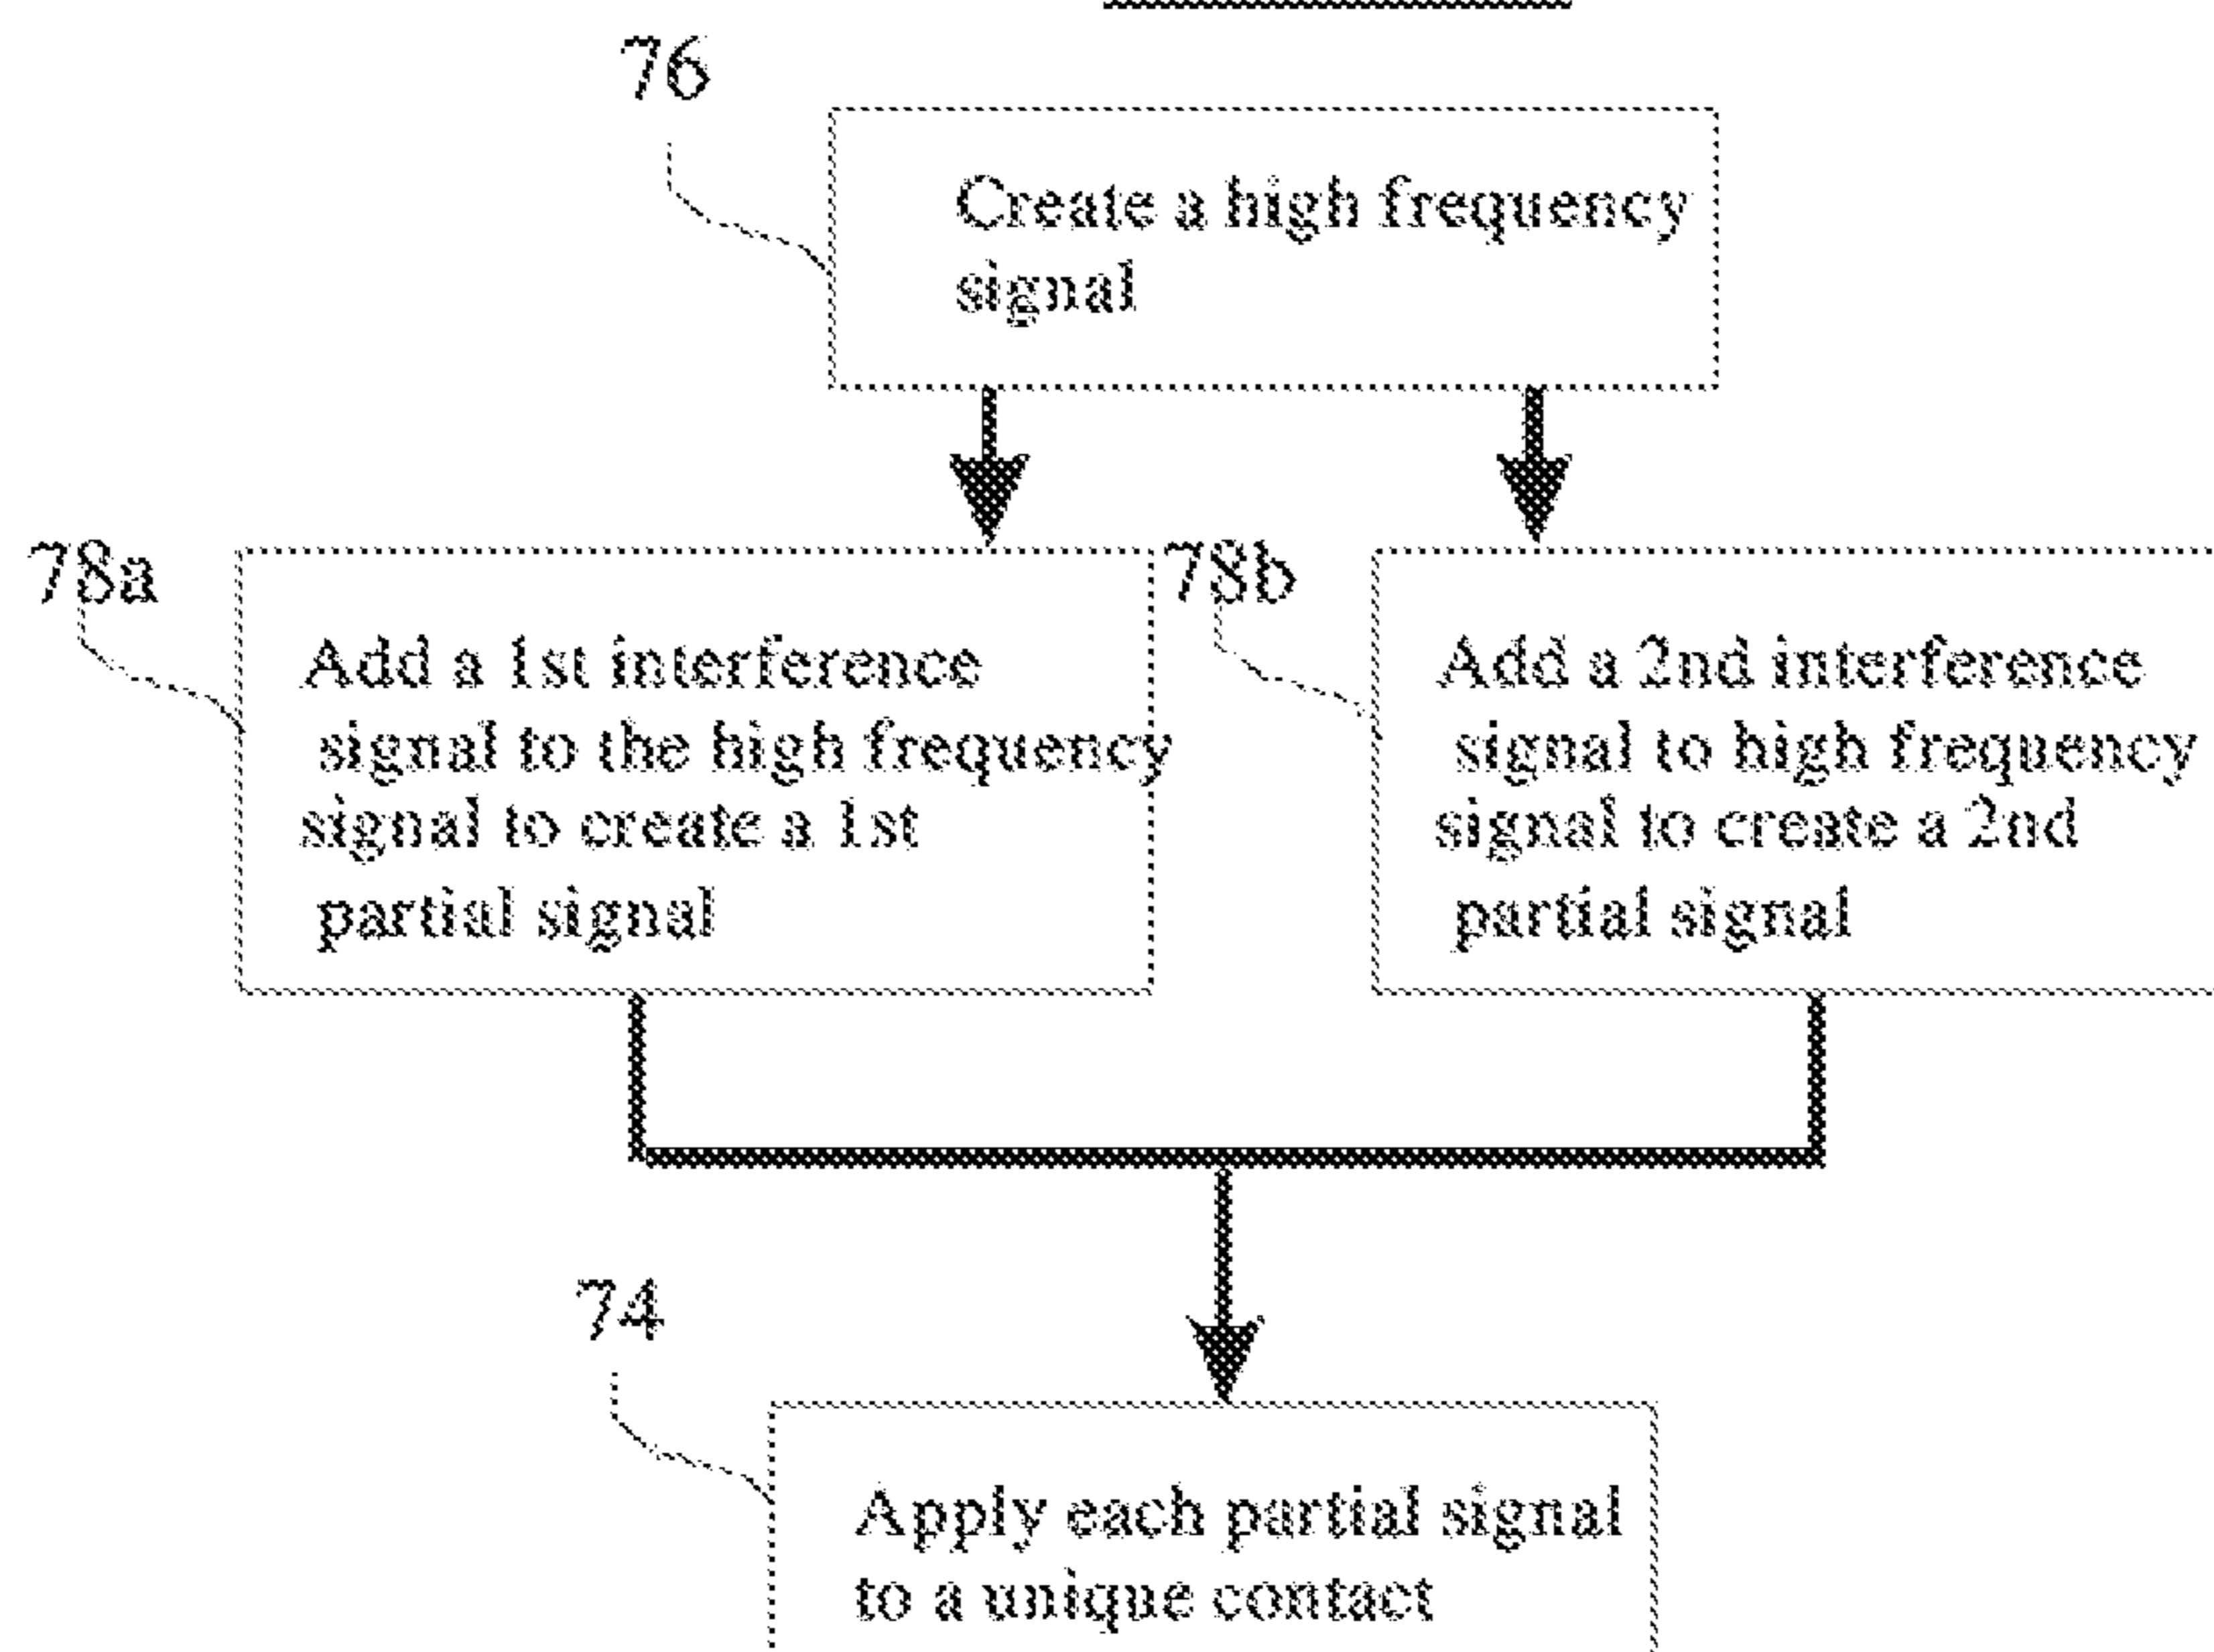 76
Create a high frequency
signal
78a
Add a 1st interference
signal to the high frequency
signal to create a 1st
partial signal
78b
Add a 2nd interference
signal to high frequency
signal to create a 2nd
partial signal
74
Apply each partial signal
to a unique contact